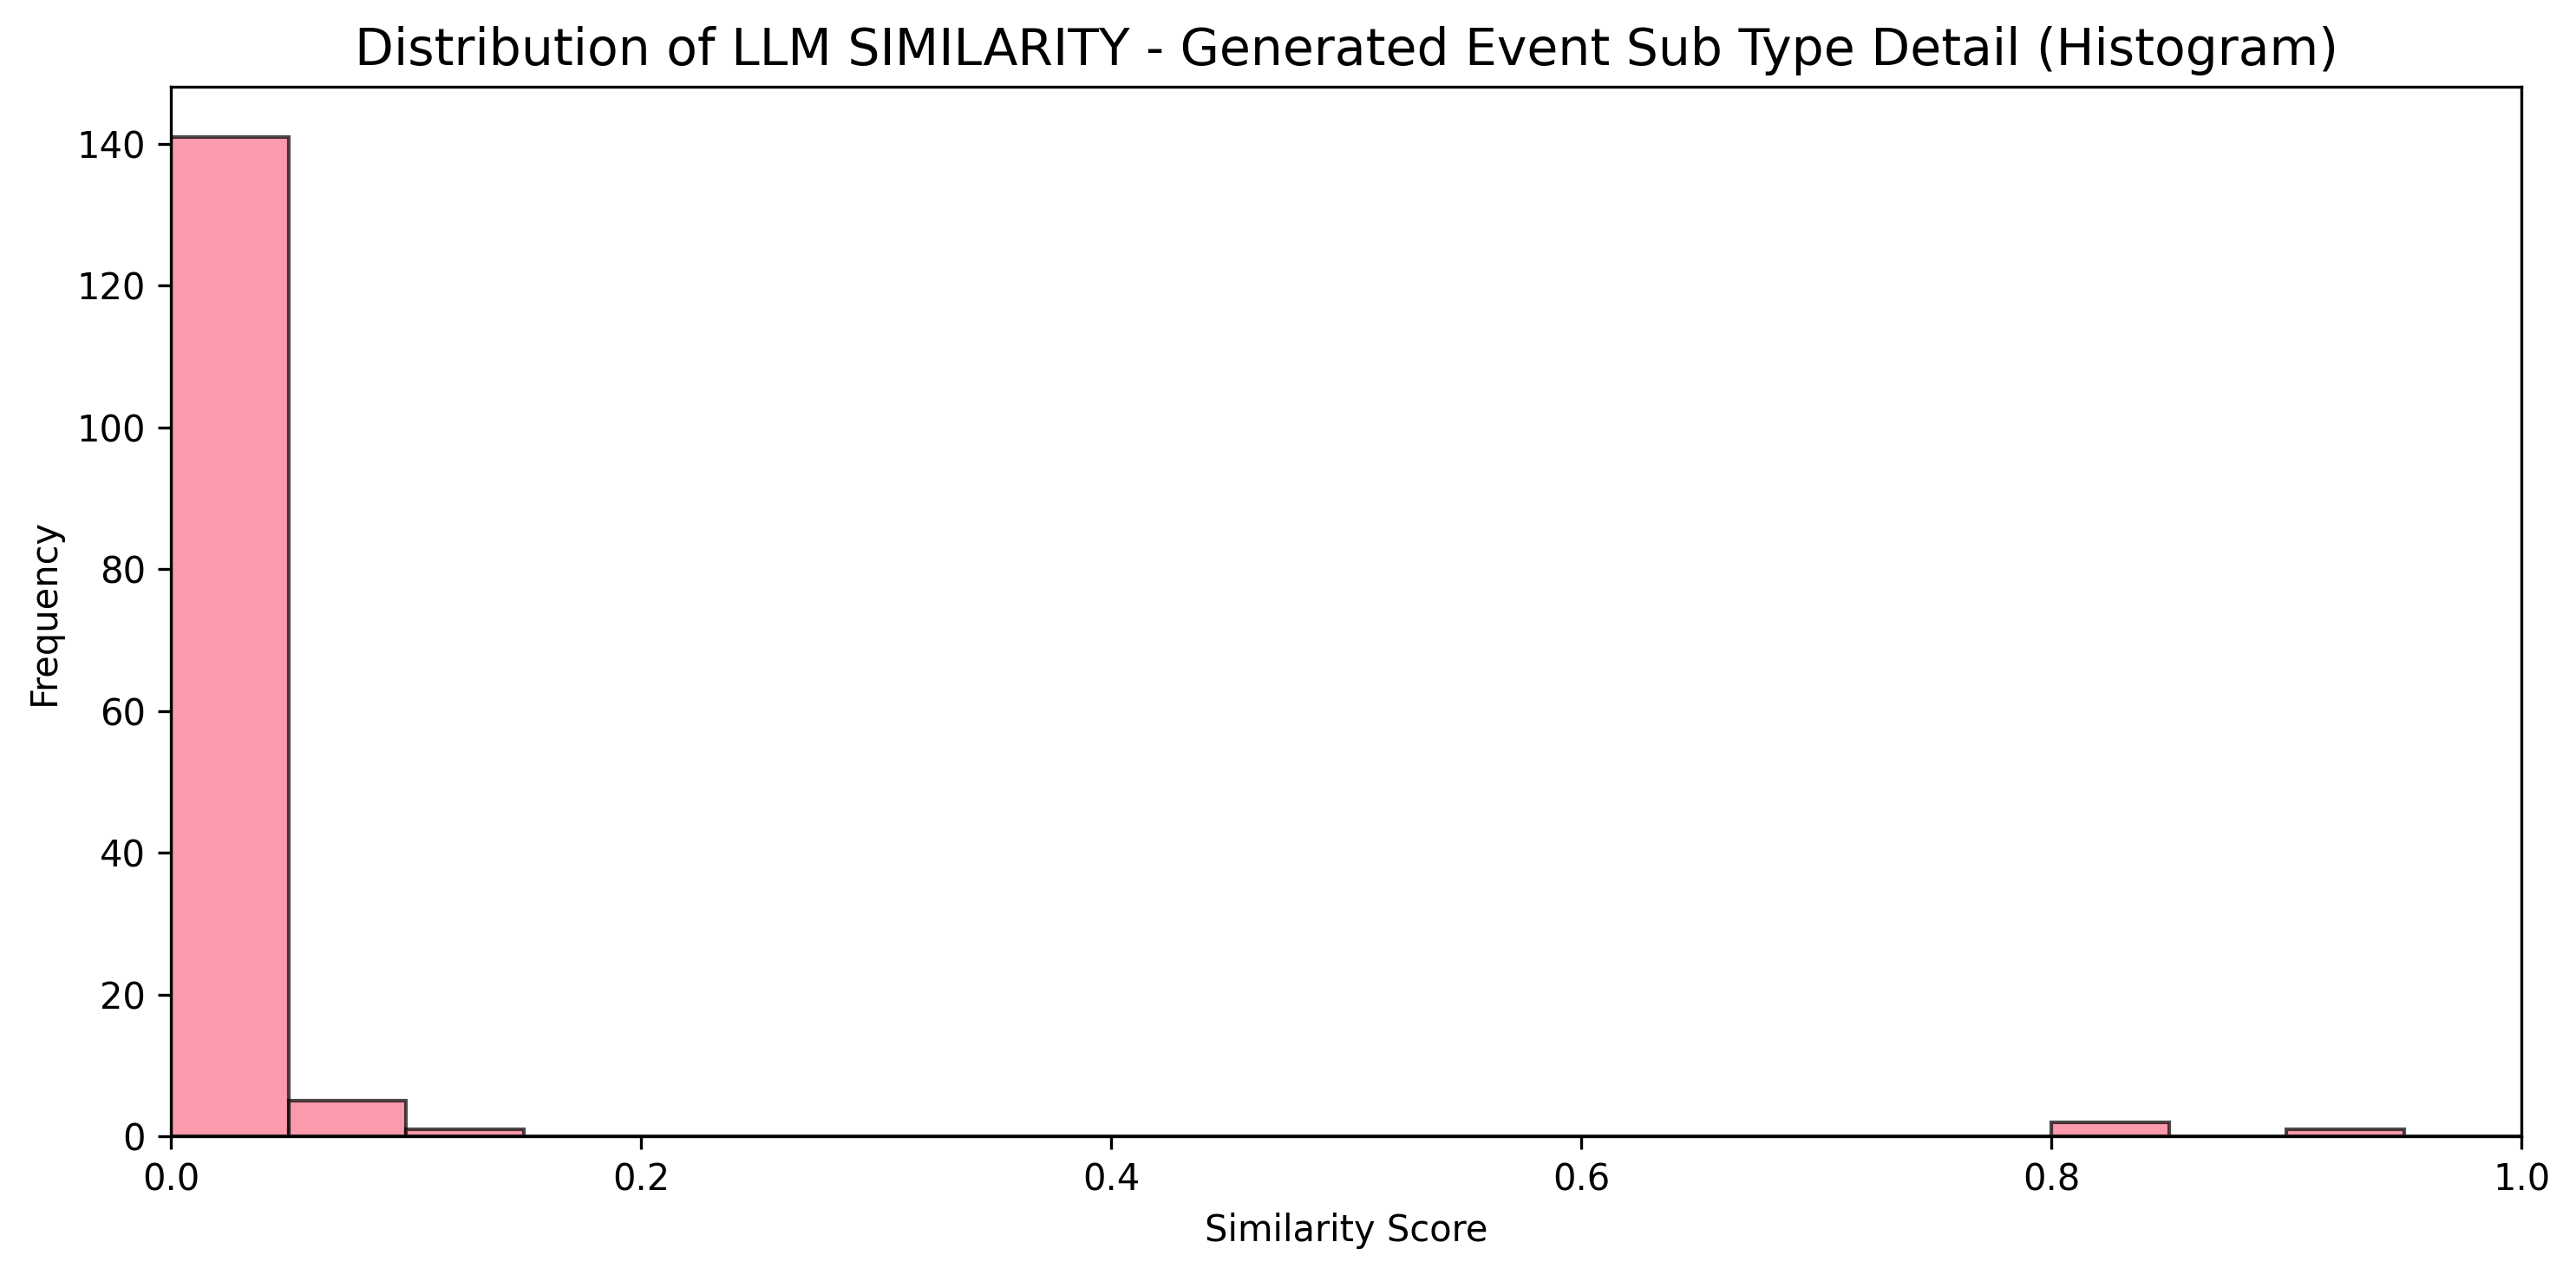 Distribution of LLM SIMILARITY - Generated Event Sub Type Detail (Histogram)
140
120
100
80
60
40
20
0
Frequency
0.0 0.2 0.4 0.6 0.8 1.0
Similarity Score